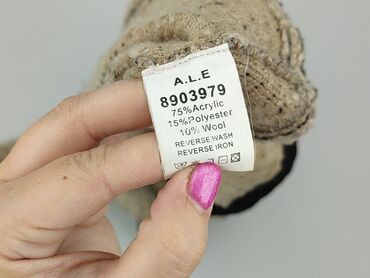 A.L.E
8903979
75%Acrylic
15%Polyester
10% Wool
REVERSE WASH
REVERSE IRON